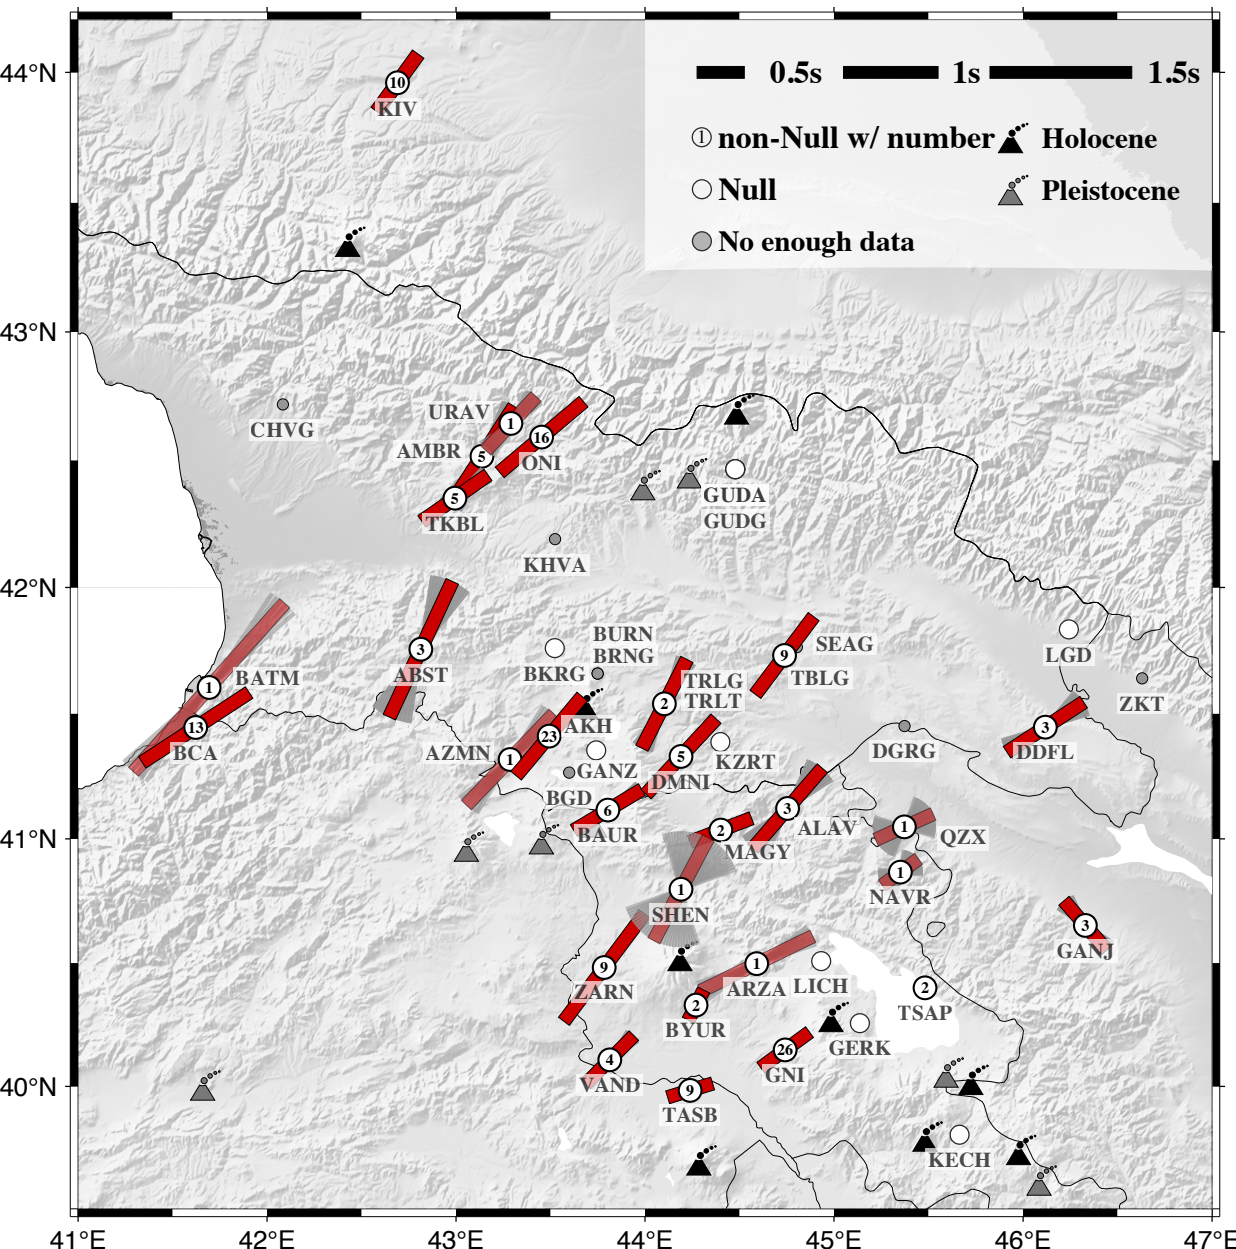 44°N
43°N
42°N
41°N
40°N
0.5s 1s 1.5s
1 non-Null w/ number Holocene
Null Pleistocene
No enough data
10
KIV
CHVG
URAV
1
AMBR
5
16
ONI
5
TKBL
GUDA
GUDG
KHVA
3
ABST
BATM
1
13
BCA
BURN
BRNG
BKRG
SEAG
9
TBLG
TRLG
TRLT
2
LGD
ZKT
AKH
23
AZMN
1
GANZ
BGD
KZRT
5
DMNI
DGRG
3
DDFL
6
BAUR
3
ALAV
2
MAGY
1
QZX
1
NAVR
1
SHEN
3
GANJ
9
ZARN
1
ARZA LICH
2
BYUR
2
TSAP
GERK
26
GNI
4
VAND
9
TASB
KECH
41°E 42°E 43°E 44°E 45°E 46°E 47°E